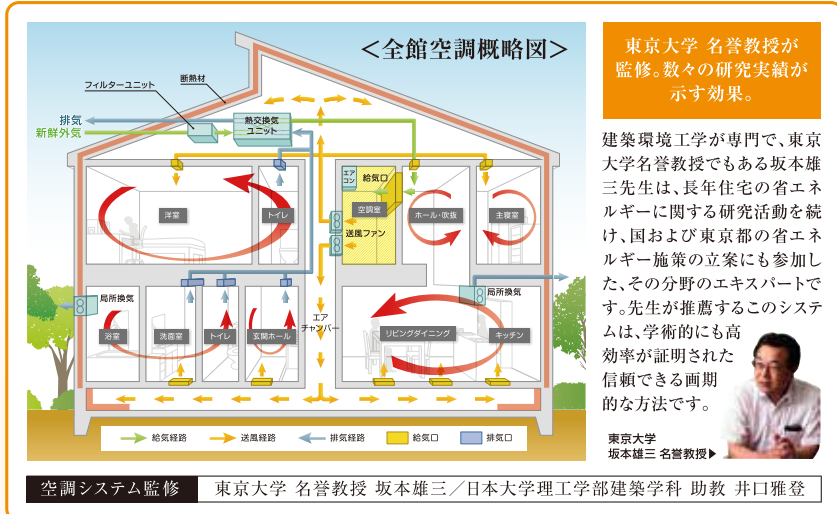 ＜全館空調概略図＞
断熱材
フィルターユニット
排気
新鮮外気
熱交換気
ユニット
エア
コン
給気口
洋室
トイレ
空調室
ホール・吹抜
主寝室
送風ファン
局所換気
局所換気
エア
チャンバー
浴室
洗面室
トイレ
玄関ホール
リビングダイニング
キッチン
給気経路
送風経路
排気経路
給気口
排気口
東京大学 名誉教授が
監修。数々の研究実績が
示す効果。
建築環境工学が専門で、東京
大学名誉教授でもある坂本雄
三先生は、長年住宅の省エネ
ルギーに関する研究活動を続
け、国および東京都の省エネ
ルギー施策の立案にも参加し
た、その分野のエキスパートで
す。先生が推薦するこのシステ
ムは、学術的にも高
効率が証明された
信頼できる画期
的な方法です。
東京大学
坂本雄三 名誉教授▶
空調システム監修
東京大学 名誉教授 坂本雄三／日本大学理工学部建築学科 助教 井口雅登